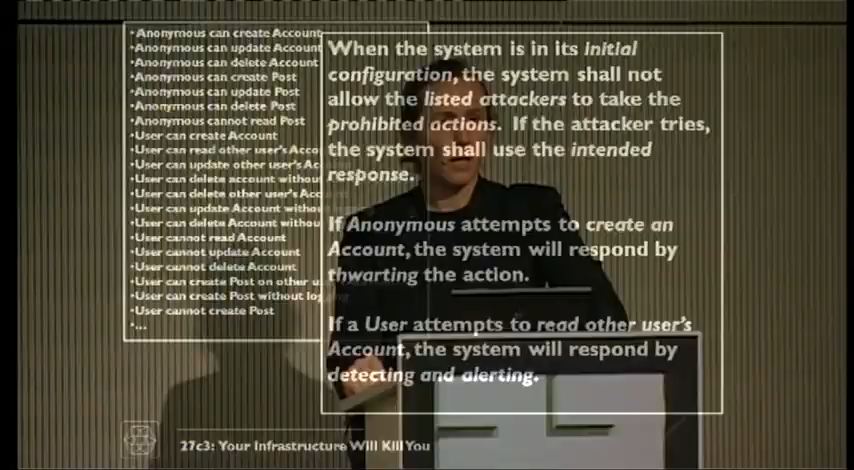 •Anonymous can create Account
•Anonymous can update Account
•Anonymous can delete Account
•Anonymous can create Post
•Anonymous can update Post
•Anonymous can delete Post
•Anonymous cannot read Post
•User can create Account
•User can read other user's Acco
•User can update other user's Ac
•User can delete account withou
•User can delete other user's Acc
•User can update Account withou
•User can delete Account withou
•User cannot read Account
•User cannot update Account
•User cannot delete Account
•User can create Post on other u
•User can create Post without log
•User cannot create Post
•...
When the system is in its initial
configuration, the system shall not
allow the listed attackers to take the
prohibited actions. If the attacker tries,
the system shall use the intended
response.
If Anonymous attempts to create an
Account, the system will respond by
thwarting the action.
If a User attempts to read other user's
Account, the system will respond by
detecting and alerting.
27c3: Your Infrastructure Will Kill You